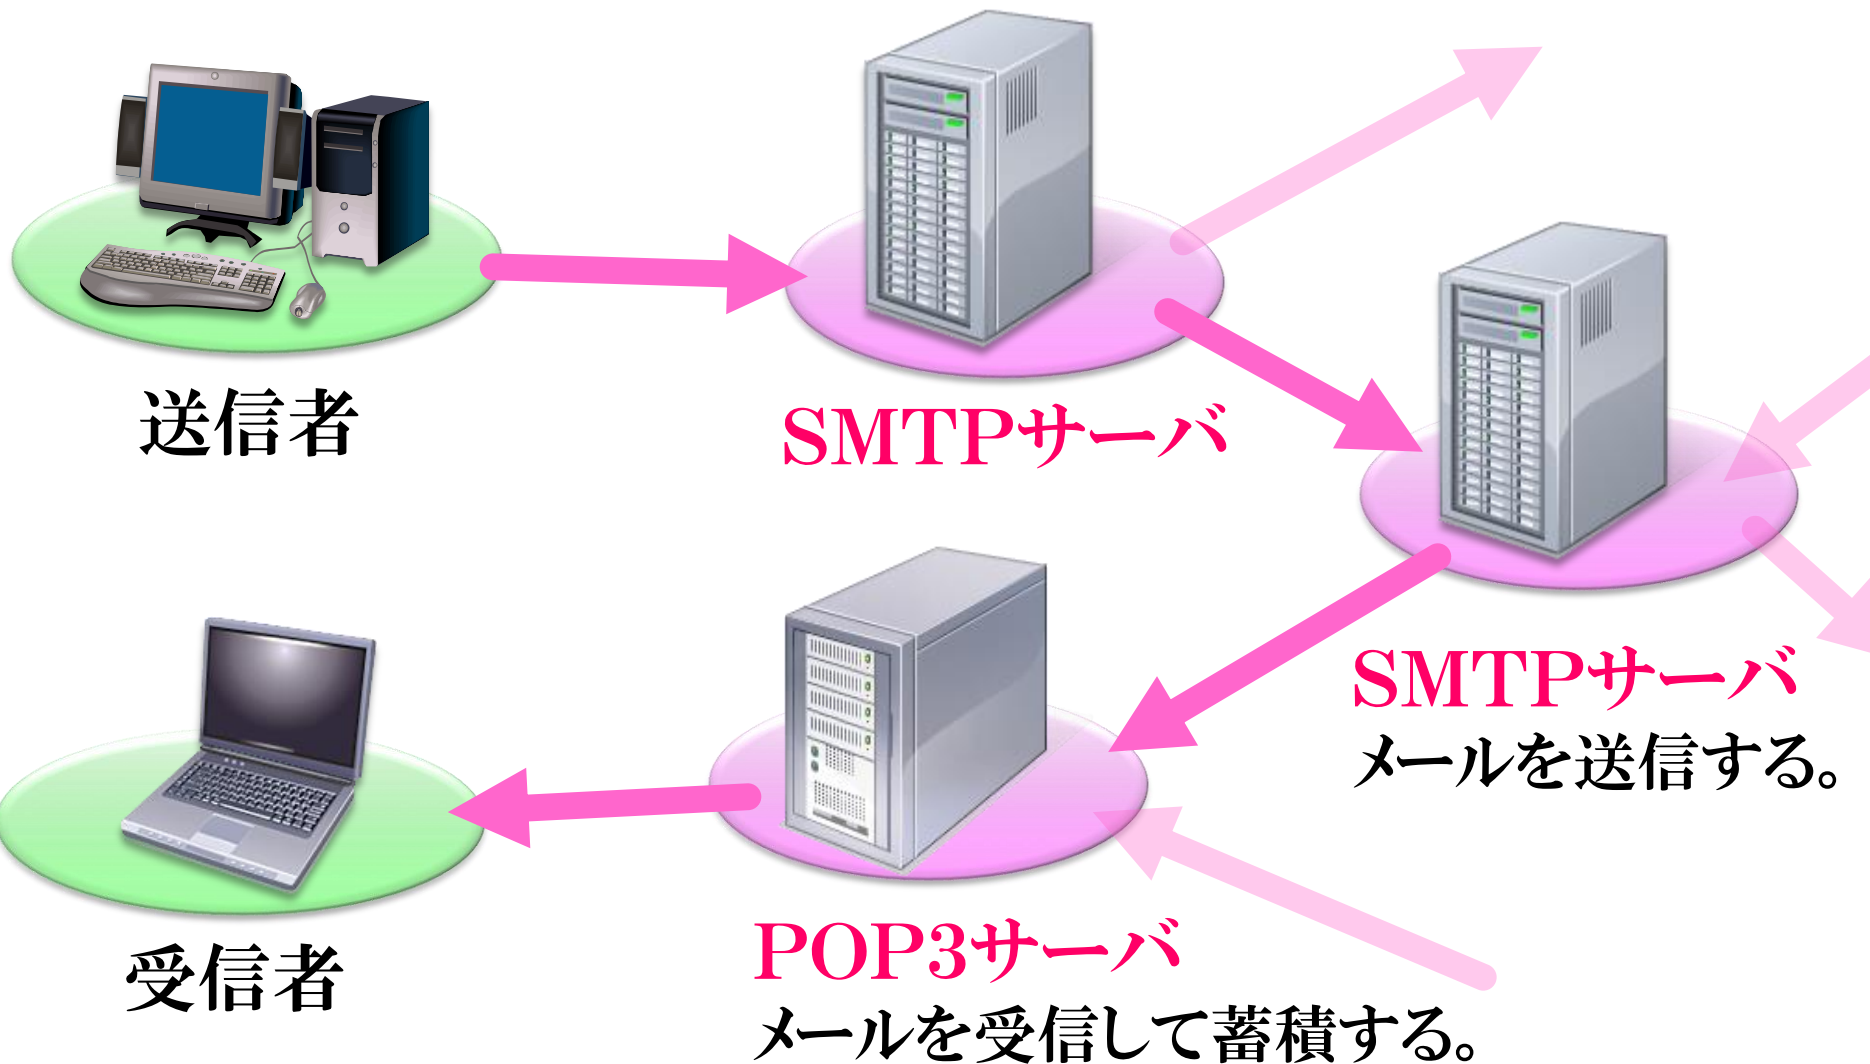 送信者
SMTPサーバ
SMTPサーバ
メールを送信する。
受信者
POP3サーバ
メールを受信して蓄積する。